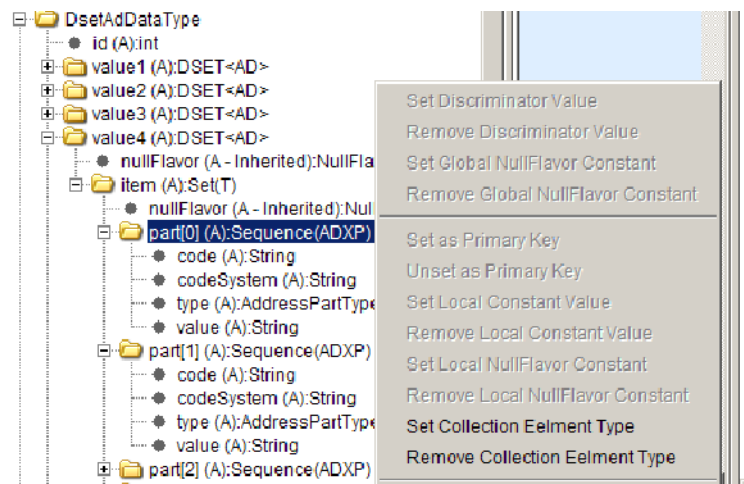 DsetAdDataType
id (A):int
value1 (A):DSET<AD>
value2 (A):DSET<AD>
value3 (A):DSET<AD>
value4 (A):DSET<AD>
nullFlavor (A - Inherited):NullFla
item (A):Set(T)
nullFlavor (A - Inherited):Nul
part[0] (A):Sequence(ADXP)
code (A):String
codeSystem (A):String
type (A):AddressPartType
value (A):String
part[1] (A):Sequence(ADXP)
code (A):String
codeSystem (A):String
type (A):AddressPartType
value (A):String
part[2] (A):Sequence(ADXP)
Set Discriminator Value
Remove Discriminator Value
Set Global NullFlavor Constant
Remove Global NullFlavor Constant
Set as Primary Key
Unset as Primary Key
Set Local Constant Value
Remove Local Constant Value
Set Local NullFlavor Constant
Remove Local NullFlavor Constant
Set Collection Eelment Type
Remove Collection Eelment Type